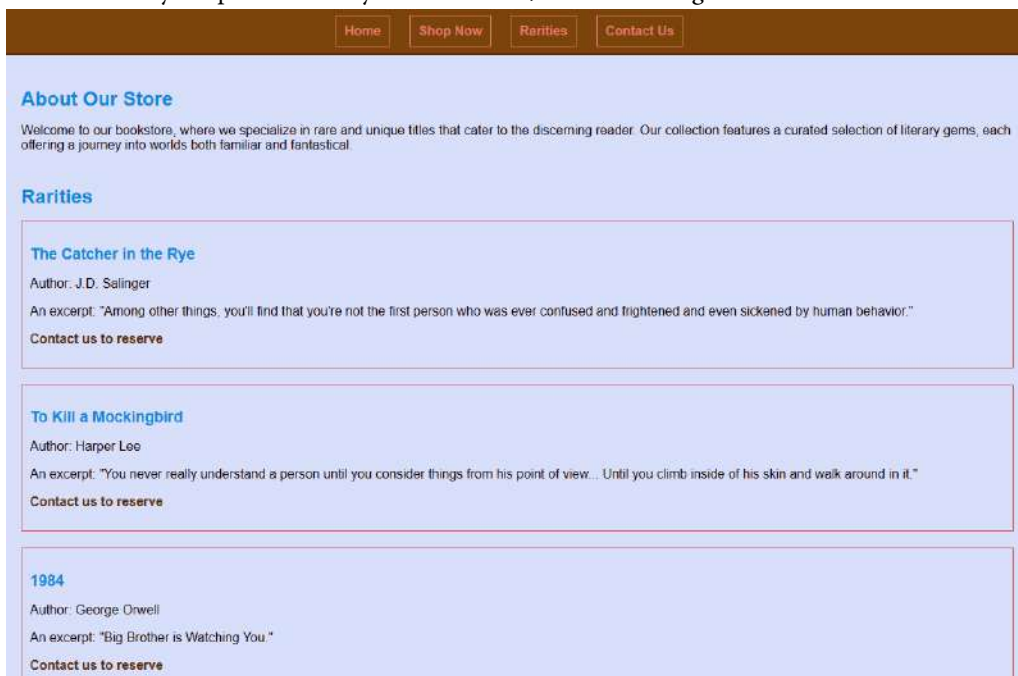 Home Shop Now Rarities Contact Us
About Our Store
Welcome to our bookstore, where we specialize in rare and unique titles that cater to the discerning reader. Our collection features a curated selection of literary gems, each
offering a journey into worlds both familiar and fantastical.
Rarities
The Catcher in the Rye
Author: J.D. Salinger
An excerpt: "Among other things, you'll find that you're not the first person who was ever confused and frightened and even sickened by human behavior."
Contact us to reserve
To Kill a Mockingbird
Author: Harper Lee
An excerpt: "You never really understand a person until you consider things from his point of view... Until you climb inside of his skin and walk around in it."
Contact us to reserve
1984
Author: George Orwell
An excerpt: "Big Brother is Watching You."
Contact us to reserve